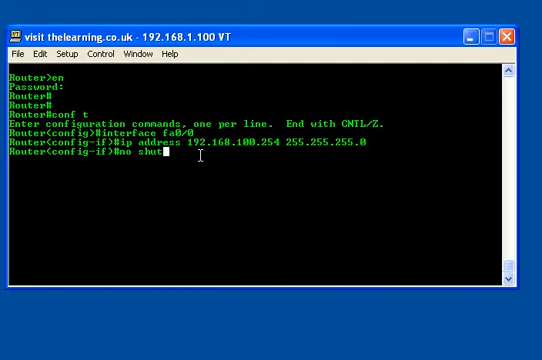 visit thelearning.co.uk - 192.168.1.100 VT
File Edit Setup Control Window Help
Router>en
Password:
Router#
Router#
Router#conf t
Enter configuration commands, one per line.  End with CNTL/Z.
Router(config)#interface fa0/0
Router(config-if)#ip address 192.168.100.254 255.255.255.0
Router(config-if)#no shut